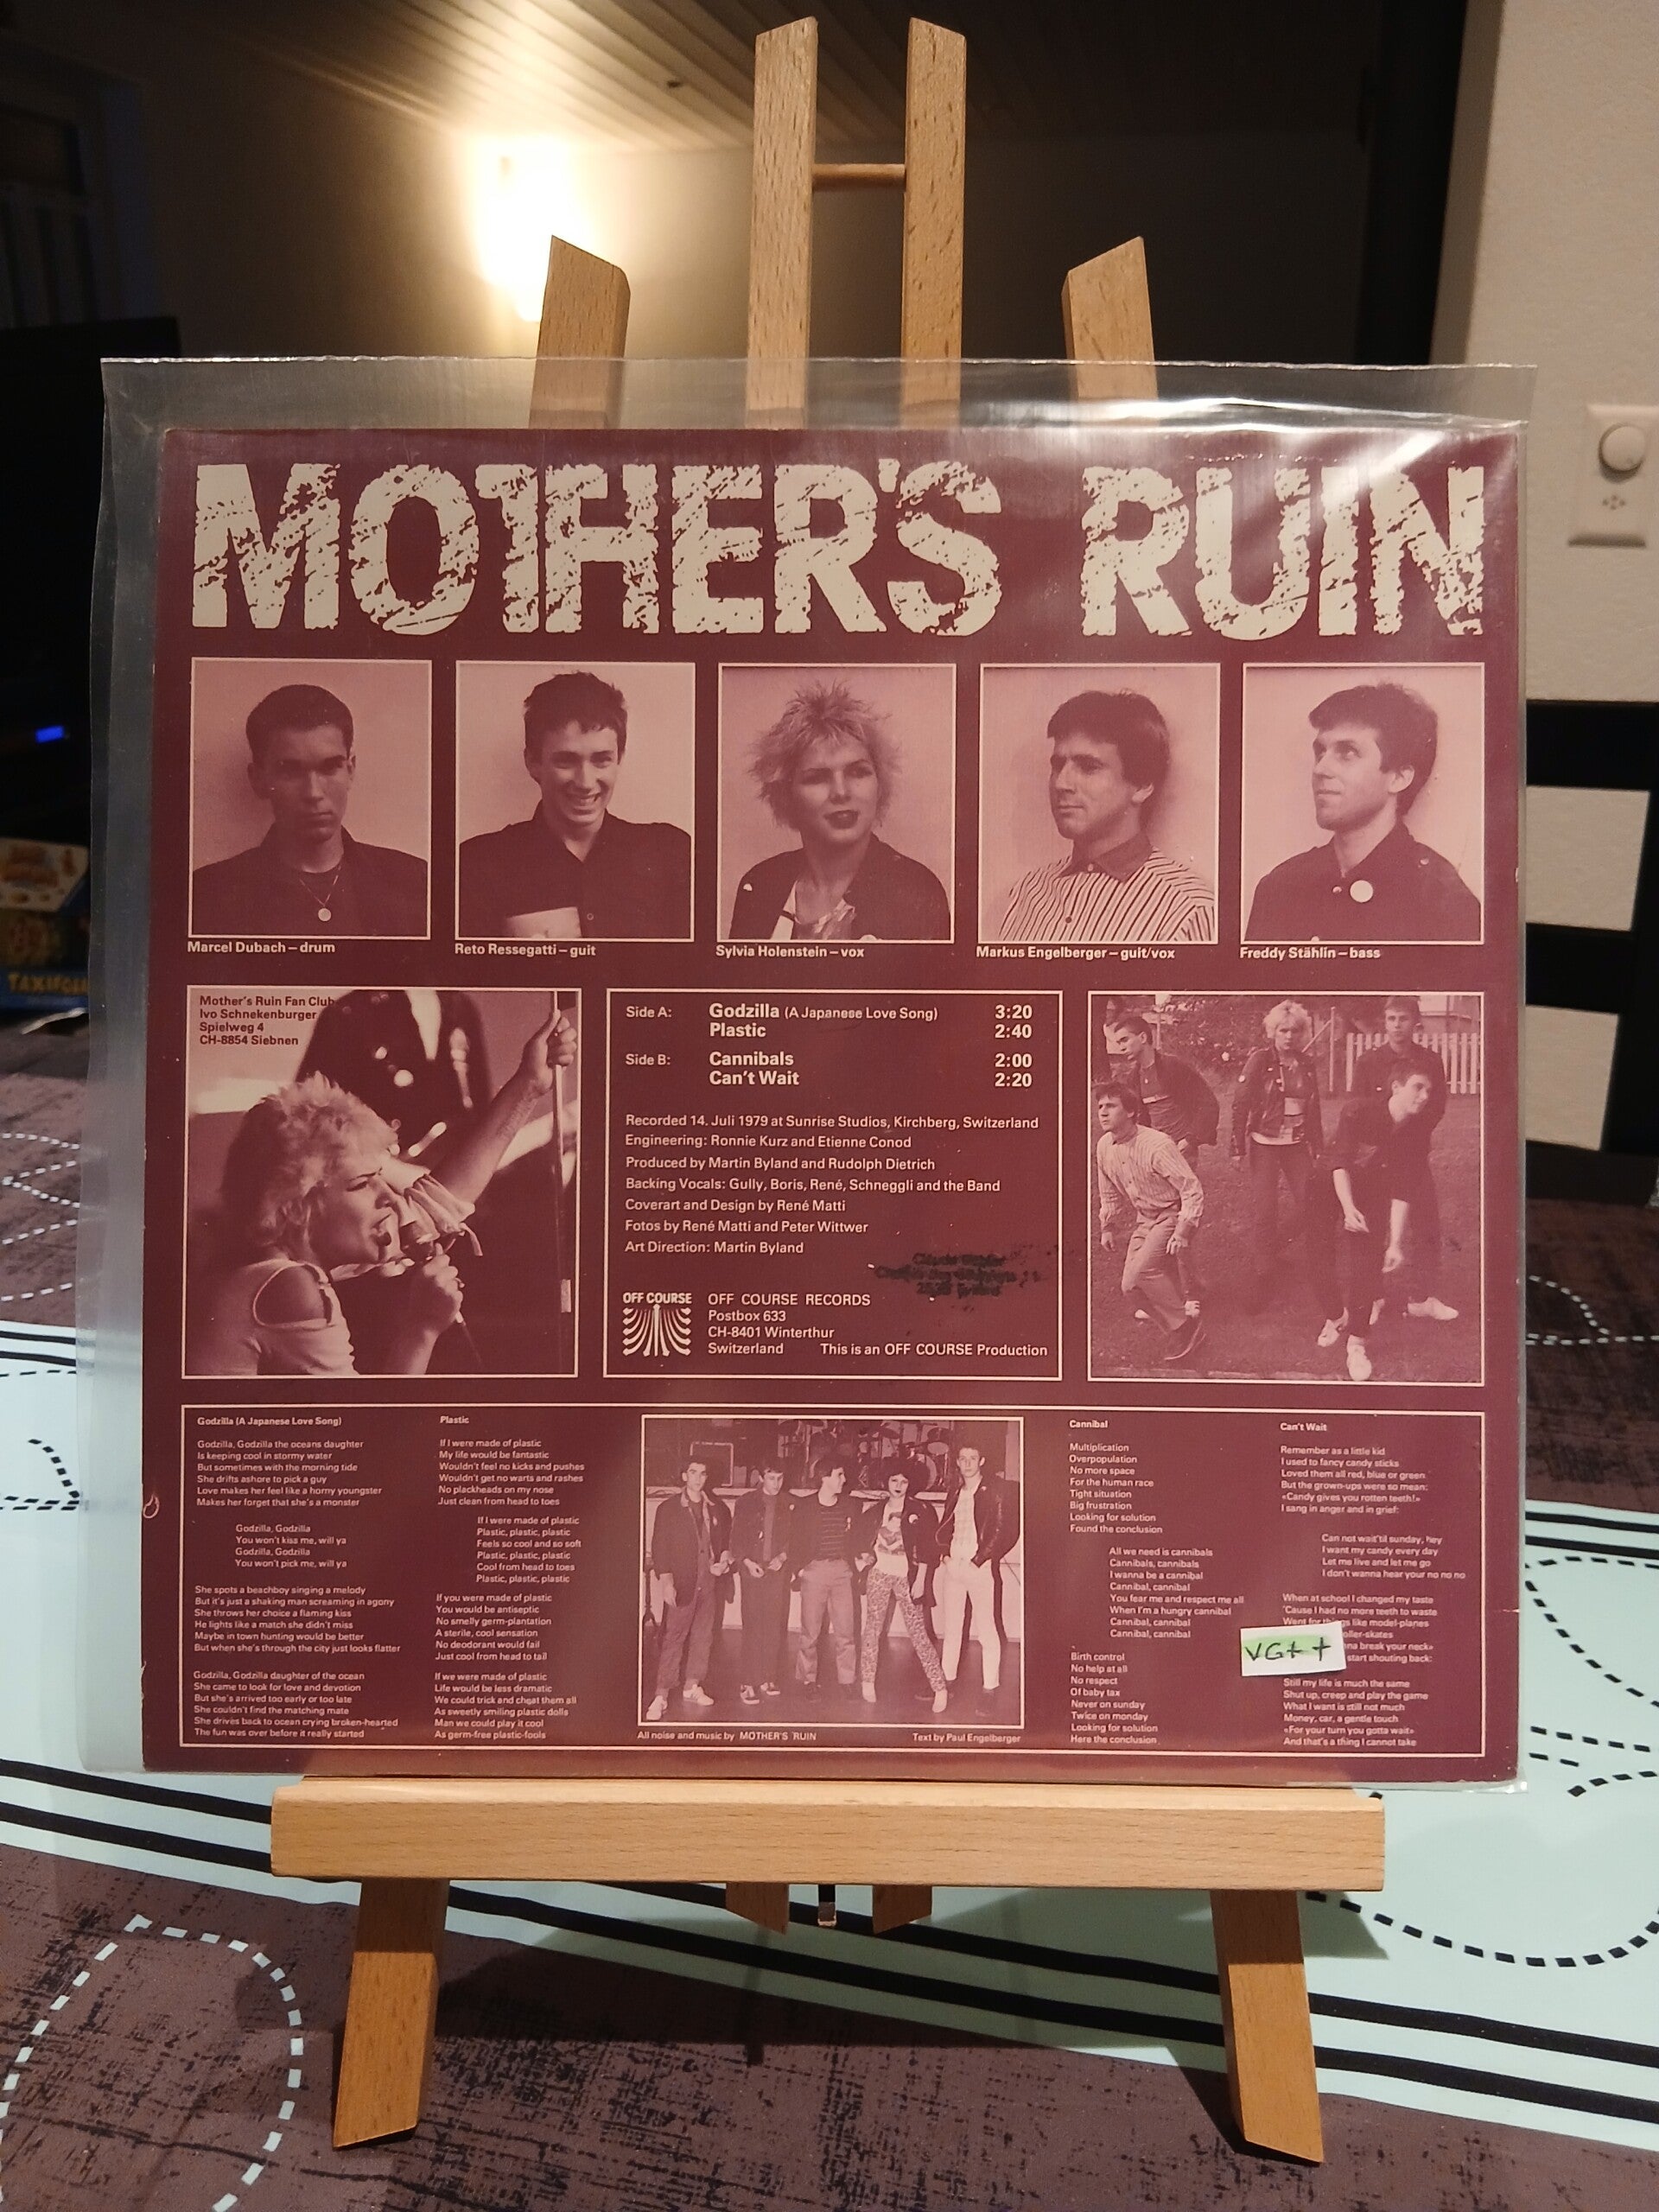 MOTHER'S RUIN
Marcel Dubach – drum
Reto Ressegatti – guit
Sylvia Holenstein – vox
Markus Engelberger – guit/vox
Freddy Stählin – bass
Mother's Ruin Fan Club
Ivo Schnekenburger
Spielweg 4
CH-8854 Siebnen
Side A: Godzilla (A Japanese Love Song) 3:20
Plastic 2:40
Side B: Cannibals 2:00
Can't Wait 2:20
Recorded 14. Juli 1979 at Sunrise Studios, Kirchberg, Switzerland
Engineering: Ronnie Kurz and Etienne Conod
Produced by Martin Byland and Rudolph Dietrich
Backing Vocals: Gully, Boris, René, Schneggli and the Band
Coverart and Design by René Matti
Fotos by René Matti and Peter Wittwer
Art Direction: Martin Byland
OFF COURSE
OFF COURSE RECORDS
Postbox 633
CH-8401 Winterthur
Switzerland This is an OFF COURSE Production
Godzilla (A Japanese Love Song)
Godzilla, Godzilla the oceans daughter
Is keeping cool in stormy water
But sometimes with the morning tide
She drifts ashore to pick a guy
Love makes her feel like a horny youngster
Makes her forget that she's a monster
Godzilla, Godzilla
You won't kiss me, will ya
Godzilla, Godzilla
You won't pick me, will ya
She spots a beachboy singing a melody
But it's just a shaking man screaming in agony
She throws her choice a flaming kiss
He lights like a match she didn't miss
Maybe in town hunting would be better
But when she's through the city just looks flatter
Godzilla, Godzilla daughter of the ocean
She came to look for love and devotion
But she's arrived too early or too late
She couldn't find the matching mate
She drives back to ocean crying broken-hearted
The fun was over before it really started
Plastic
If I were made of plastic
My life would be fantastic
Wouldn't feel no kicks and pushes
Wouldn't get no warts and rashes
No plackheads on my nose
Just clean from head to toes
If I were made of plastic
Plastic, plastic, plastic
Feels so cool and so soft
Plastic, plastic, plastic
Cool from head to toes
Plastic, plastic, plastic
If you were made of plastic
You would be antiseptic
No smelly germ-plantation
A sterile, cool sensation
No deodorant would fail
Just cool from head to tail
If we were made of plastic
Life would be less dramatic
We could trick and cheat them all
As sweetly smiling plastic dolls
Man we could play it cool
As germ-free plastic-fools
All noise and music by MOTHER'S RUIN
Text by Paul Engelberger
Cannibal
Multiplication
Overpopulation
No more space
For the human race
Tight situation
Big frustration
Looking for solution
Found the conclusion
All we need is cannibals
Cannibals, cannibals
I wanna be a cannibal
Cannibal, cannibal
You fear me and respect me all
When I'm a hungry cannibal
Cannibal, cannibal
Cannibal, cannibal
Birth control
No help at all
No respect
Of baby tax
Never on sunday
Twice on monday
Looking for solution
Here the conclusion
Can't Wait
Remember as a little kid
I used to fancy candy sticks
Loved them all red, blue or green
But the grown-ups were so mean:
«Candy gives you rotten teeth!»
I sang in anger and in grief:
Can not wait'til sunday, hey
I want my candy every day
Let me live and let me go
I don't wanna hear your no no no
When at school I changed my taste
'Cause I had no more teeth to waste
Went for things like model-planes
oller-skates
nna break your neck»
start shouting back:
Still my life is much the same
Shut up, creep and play the game
What I want is still not much
Money, car, a gentle touch
«For your turn you gotta wait»
And that's a thing I cannot take
VG++